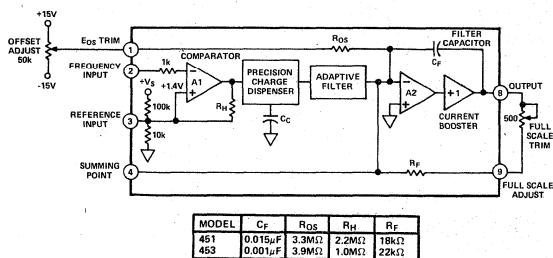 +15V
OFFSET ADJUST 50k
-15V
EOS TRIM
1
FREQUENCY INPUT
2
1k
COMPARATOR
A1
+VS
+1.4V
100k
REFERENCE INPUT
3
10k
RH
PRECISION CHARGE DISPENSER
CC
ADAPTIVE FILTER
ROS
FILTER CAPACITOR
CF
A2
+1
CURRENT BOOSTER
8
OUTPUT
500
FULL SCALE TRIM
SUMMING POINT
4
RF
9
FULL SCALE ADJUST
MODEL CF ROS RH RF
451 0.015μF 3.3MΩ 2.2MΩ 18kΩ
453 0.001μF 3.9MΩ 1.0MΩ 22kΩ